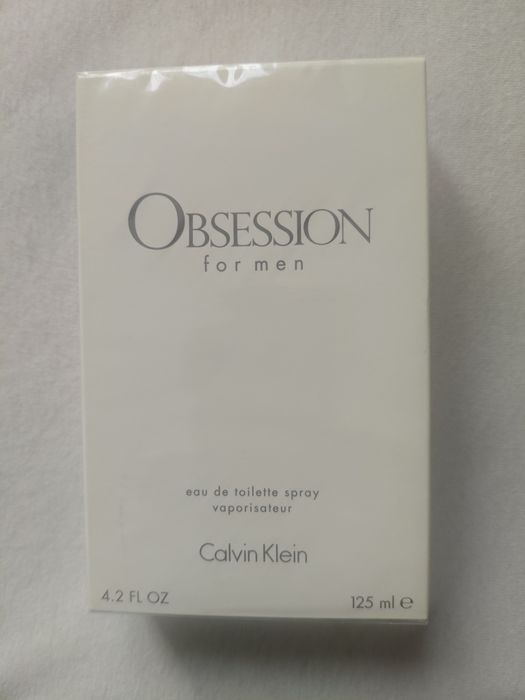 OBSESSION
for men
eau de toilette spray
vaporisateur
Calvin Klein
4.2 FL OZ 125 ml ℮